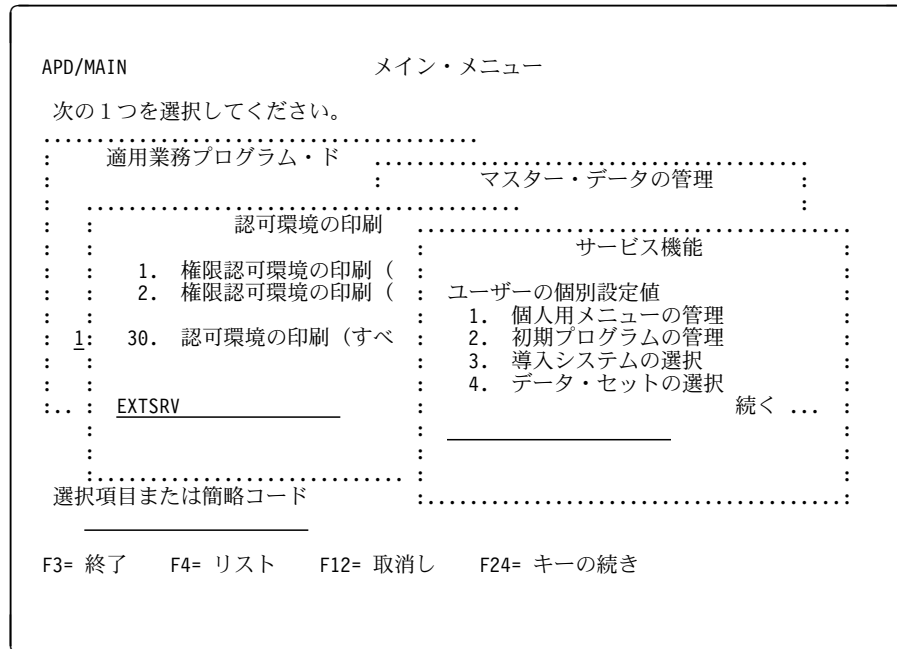 APD/MAIN メイン・メニュー
次の１つを選択してください。
........................................
: 適用業務プログラム・ド ........................................
: : マスター・データの管理 :
: ........................................ :
: : 認可環境の印刷 ........................................
: : : サービス機能 :
: : 1. 権限認可環境の印刷 ( : :
: : 2. 権限認可環境の印刷 ( : ユーザーの個別設定値 :
: : : 1. 個人用メニューの管理 :
: 1: 30. 認可環境の印刷 (すべ : 2. 初期プログラムの管理 :
: : : 3. 導入システムの選択 :
: : : 4. データ・セットの選択 :
:.. : EXTSRV : 続く ... :
: : :
: : :
:............................. : :
選択項目または簡略コード :.......................................:
F3= 終了 F4= リスト F12= 取消し F24= キーの続き